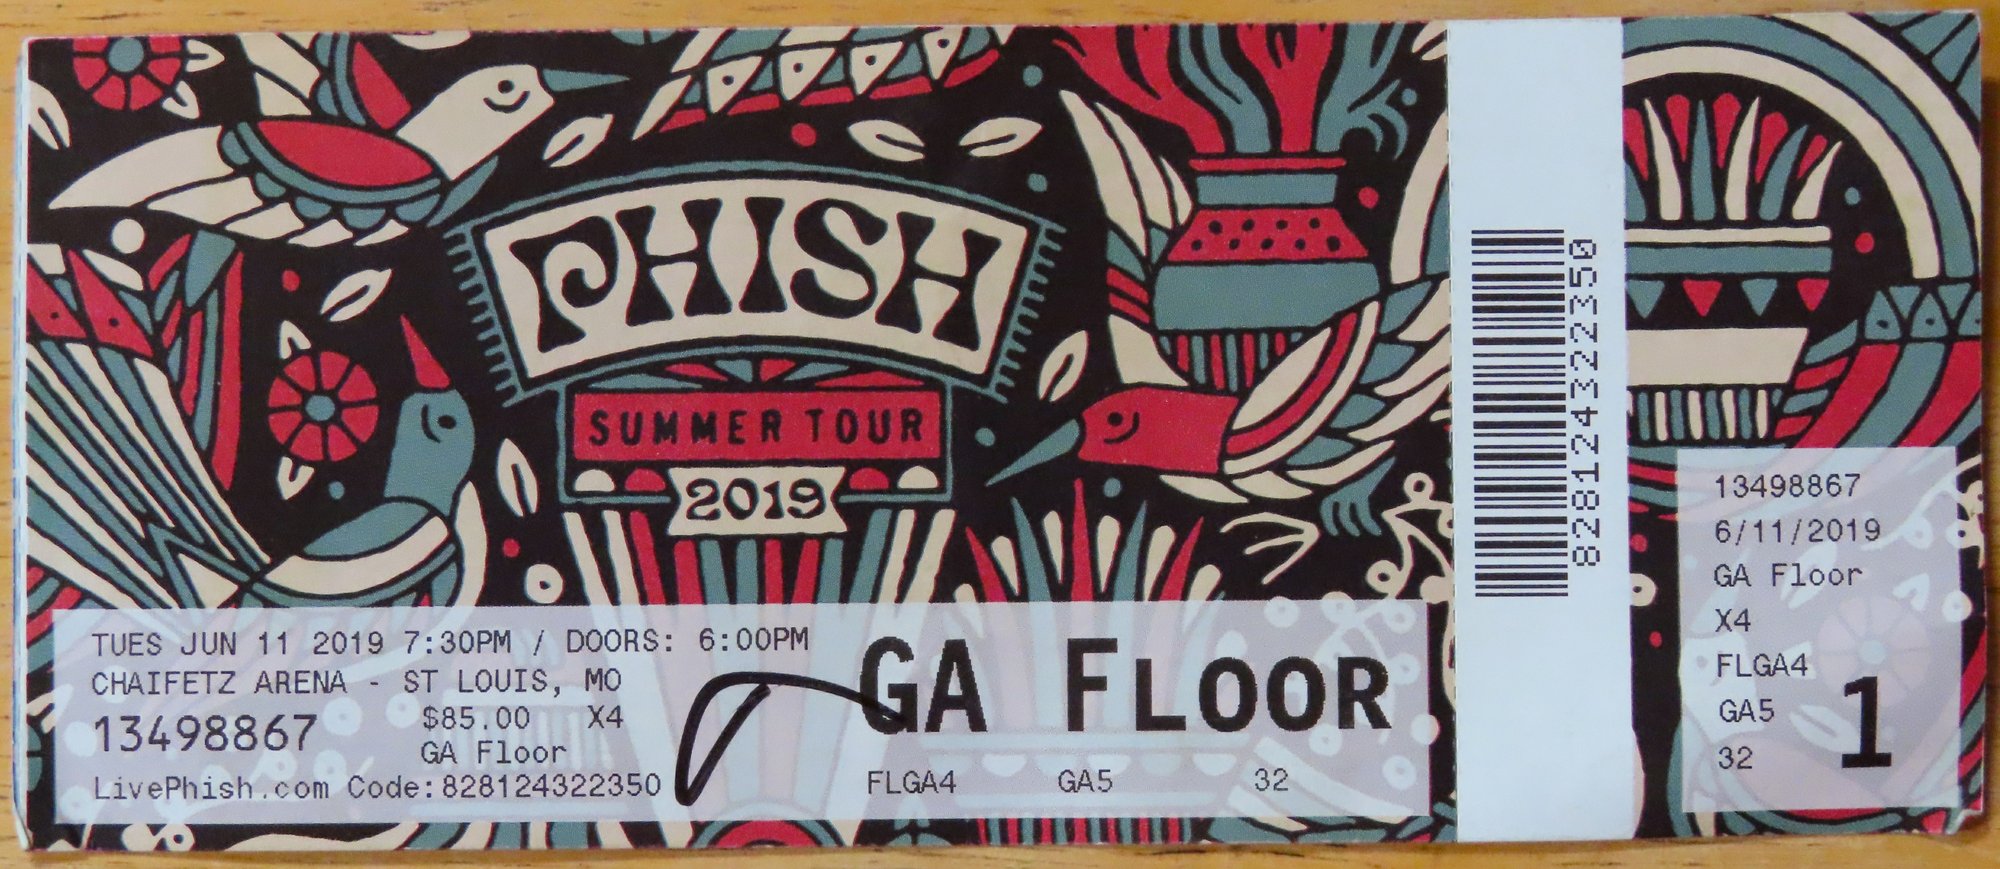 PHISH
SUMMER TOUR
2019
TUES JUN 11 2019 7:30PM / DOORS: 6:00PM
CHAIFETZ ARENA - ST LOUIS, MO
13498867 $85.00 X4
GA Floor
LivePhish.com Code:828124322350
GA FLOOR
FLGA4 GA5 32
828124322350
13498867
6/11/2019
GA Floor
X4
FLGA4
GA5
32
1